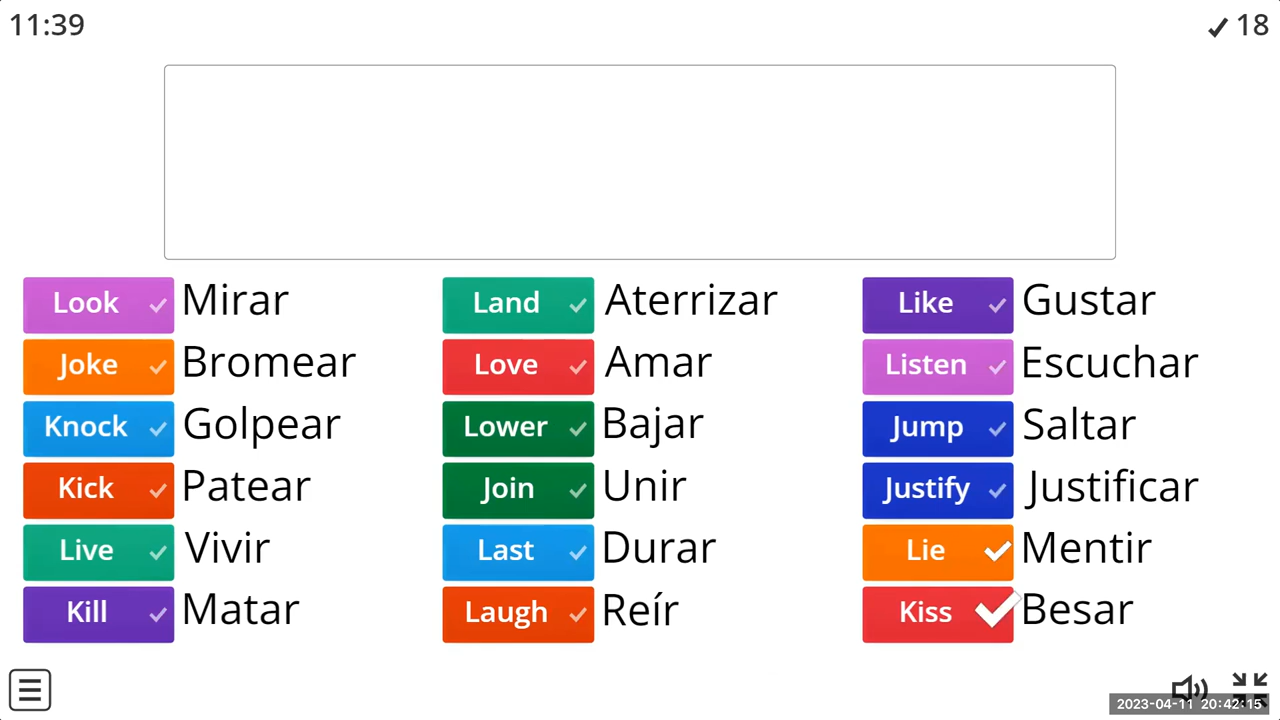 11:39
18
Look Mirar
Land Aterrizar
Like Gustar
Joke Bromear
Love Amar
Listen Escuchar
Knock Golpear
Lower Bajar
Jump Saltar
Kick Patear
Join Unir
Justify Justificar
Live Vivir
Last Durar
Lie Mentir
Kill Matar
Laugh Reír
Kiss Besar
2023-04-11 20:42:15